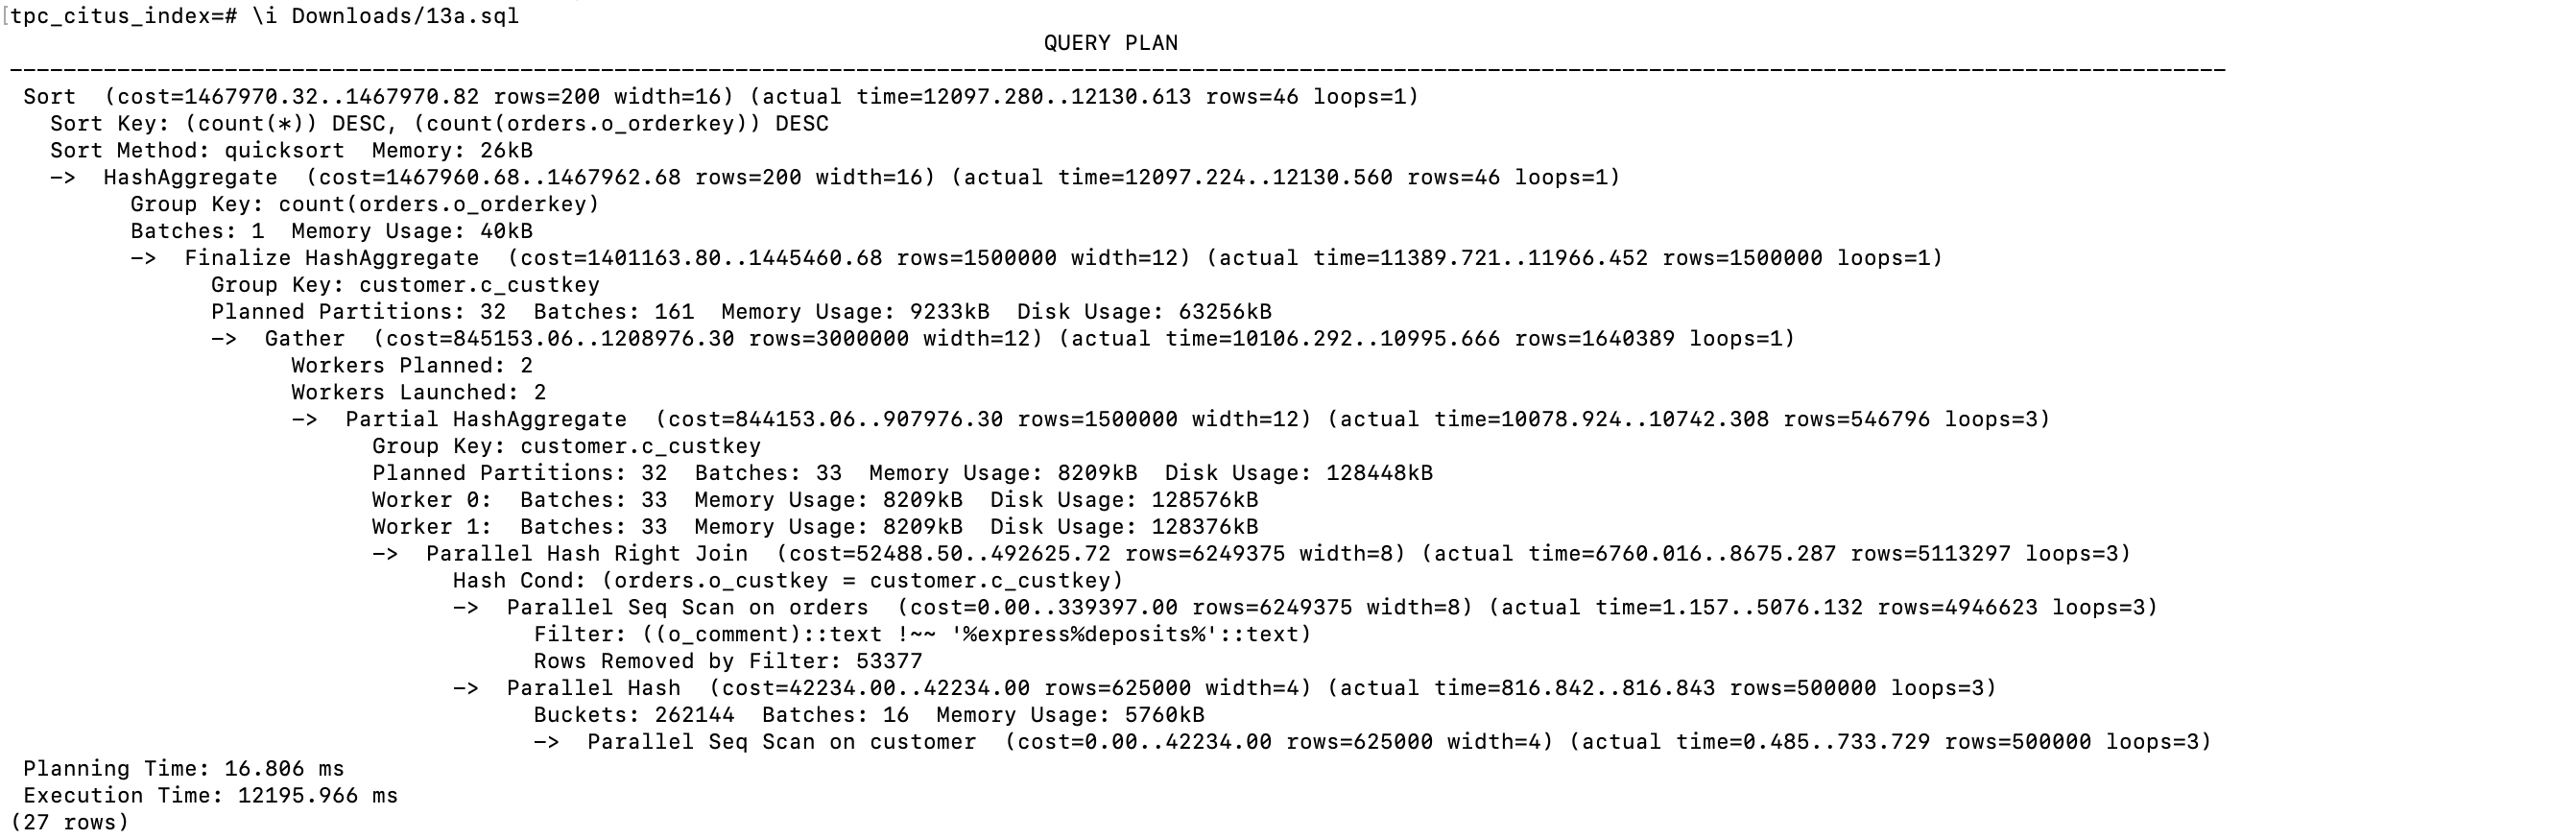 [tpc_citus_index=# \i Downloads/13a.sql
QUERY PLAN
---------------------------------------------------------------------------------------------------------------------------------------------------------------------
Sort  (cost=1467970.32..1467970.82 rows=200 width=16) (actual time=12097.280..12130.613 rows=46 loops=1)
Sort Key: (count(*)) DESC, (count(orders.o_orderkey)) DESC
Sort Method: quicksort  Memory: 26kB
->  HashAggregate  (cost=1467960.68..1467962.68 rows=200 width=16) (actual time=12097.224..12130.560 rows=46 loops=1)
Group Key: count(orders.o_orderkey)
Batches: 1  Memory Usage: 40kB
->  Finalize HashAggregate  (cost=1401163.80..1445460.68 rows=1500000 width=12) (actual time=11389.721..11966.452 rows=1500000 loops=1)
Group Key: customer.c_custkey
Planned Partitions: 32  Batches: 161  Memory Usage: 9233kB  Disk Usage: 63256kB
->  Gather  (cost=845153.06..1208976.30 rows=3000000 width=12) (actual time=10106.292..10995.666 rows=1640389 loops=1)
Workers Planned: 2
Workers Launched: 2
->  Partial HashAggregate  (cost=844153.06..907976.30 rows=1500000 width=12) (actual time=10078.924..10742.308 rows=546796 loops=3)
Group Key: customer.c_custkey
Planned Partitions: 32  Batches: 33  Memory Usage: 8209kB  Disk Usage: 128448kB
Worker 0:  Batches: 33  Memory Usage: 8209kB  Disk Usage: 128576kB
Worker 1:  Batches: 33  Memory Usage: 8209kB  Disk Usage: 128376kB
->  Parallel Hash Right Join  (cost=52488.50..492625.72 rows=6249375 width=8) (actual time=6760.016..8675.287 rows=5113297 loops=3)
Hash Cond: (orders.o_custkey = customer.c_custkey)
->  Parallel Seq Scan on orders  (cost=0.00..339397.00 rows=6249375 width=8) (actual time=1.157..5076.132 rows=4946623 loops=3)
Filter: ((o_comment)::text !~~ '%express%deposits%'::text)
Rows Removed by Filter: 53377
->  Parallel Hash  (cost=42234.00..42234.00 rows=625000 width=4) (actual time=816.842..816.843 rows=500000 loops=3)
Buckets: 262144  Batches: 16  Memory Usage: 5760kB
->  Parallel Seq Scan on customer  (cost=0.00..42234.00 rows=625000 width=4) (actual time=0.485..733.729 rows=500000 loops=3)
Planning Time: 16.806 ms
Execution Time: 12195.966 ms
(27 rows)